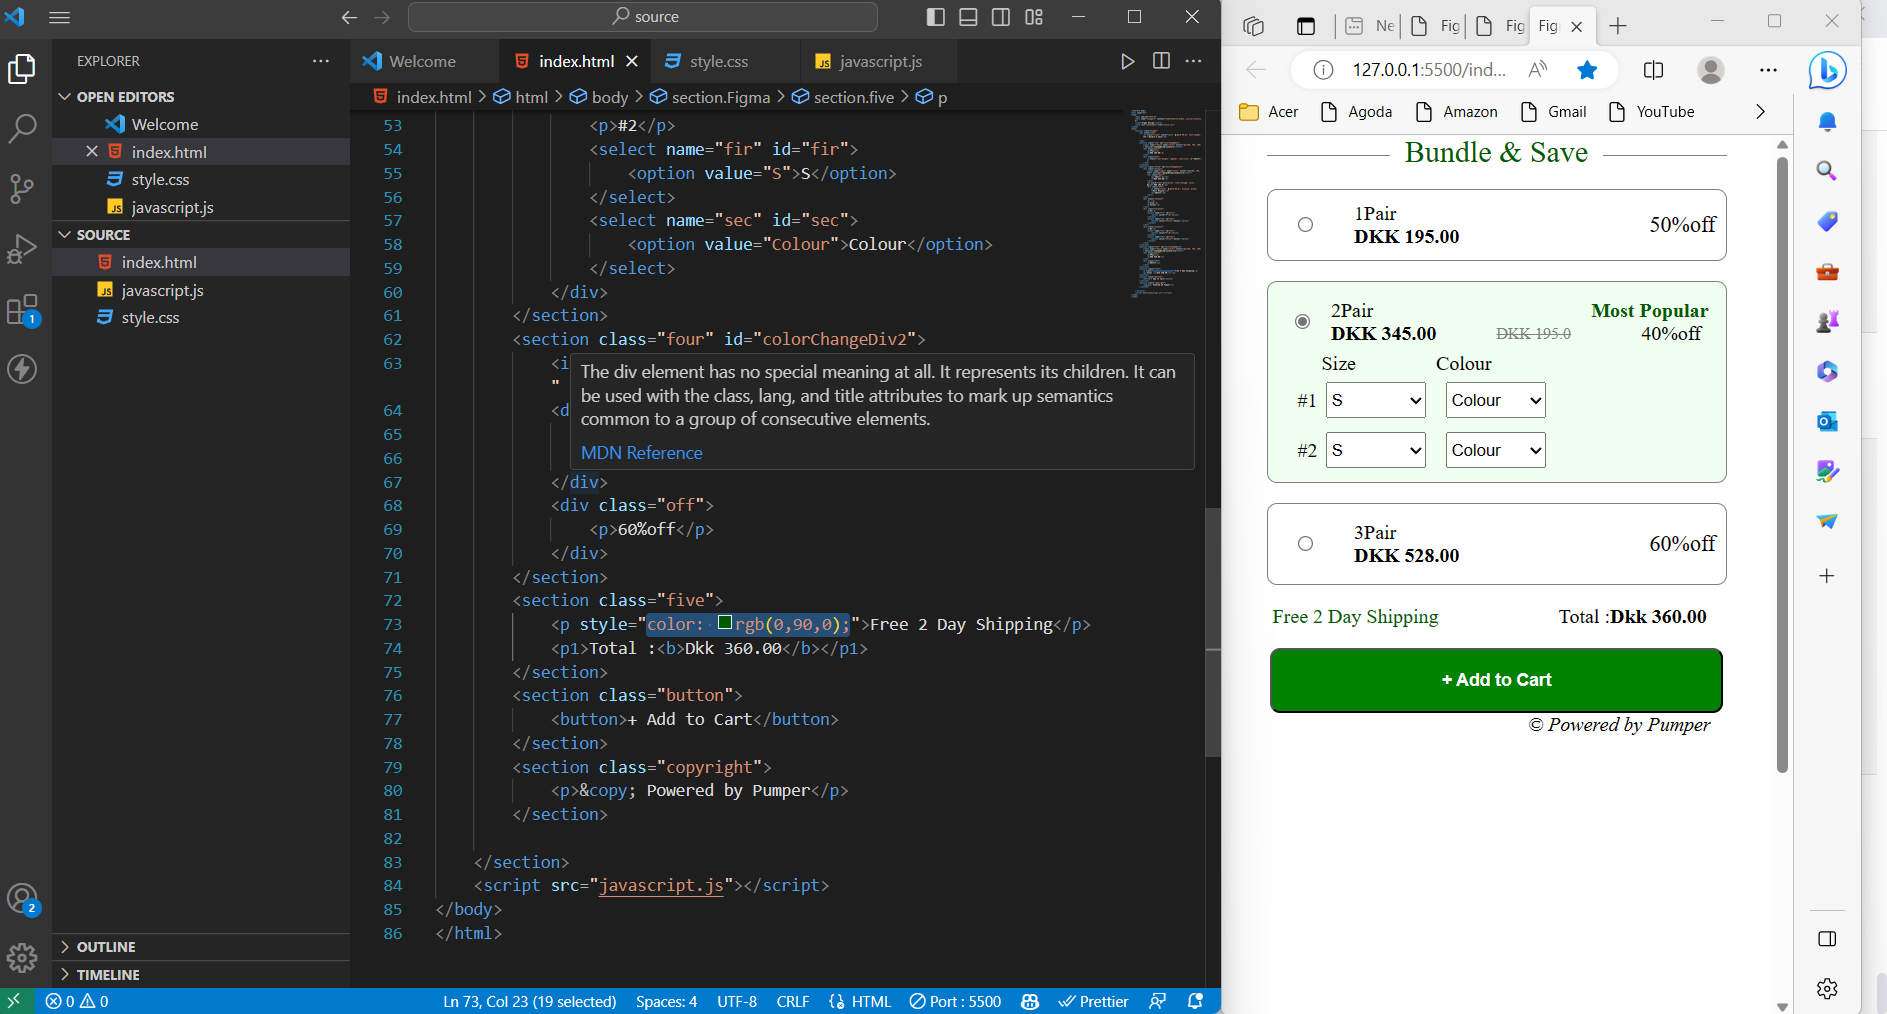 source
EXPLORER
OPEN EDITORS
Welcome
index.html
style.css
javascript.js
SOURCE
index.html
javascript.js
style.css
OUTLINE
TIMELINE
1
2
Welcome
index.html
style.css
javascript.js
index.html > html > body > section.Figma > section.five > p
53 <p>#2</p>
54 <select name="fir" id="fir">
55 <option value="S">S</option>
56 </select>
57 <select name="sec" id="sec">
58 <option value="Colour">Colour</option>
59 </select>
60 </div>
61 </section>
62 <section class="four" id="colorChangeDiv2">
63 <i
"
64 <d
65
66
The div element has no special meaning at all. It represents its children. It can
be used with the class, lang, and title attributes to mark up semantics
common to a group of consecutive elements.
MDN Reference
67 </div>
68 <div class="off">
69 <p>60%off</p>
70 </div>
71 </section>
72 <section class="five">
73 <p style="color: rgb(0,90,0);">Free 2 Day Shipping</p>
74 <p1>Total :<b>Dkk 360.00</b></p1>
75 </section>
76 <section class="button">
77 <button>+ Add to Cart</button>
78 </section>
79 <section class="copyright">
80 <p>&copy; Powered by Pumper</p>
81 </section>
82
83 </section>
84 <script src="javascript.js"></script>
85 </body>
86 </html>
0 0
Ln 73, Col 23 (19 selected) Spaces: 4 UTF-8 CRLF HTML Port : 5500 Prettier
Ne Fig Fig Fig
127.0.0.1:5500/ind...
Acer Agoda Amazon Gmail YouTube
Bundle & Save
1Pair
DKK 195.00
50%off
2Pair
Most Popular
DKK 345.00
DKK 195.0
40%off
Size Colour
#1 S Colour
#2 S Colour
3Pair
DKK 528.00
60%off
Free 2 Day Shipping
Total :Dkk 360.00
+ Add to Cart
© Powered by Pumper